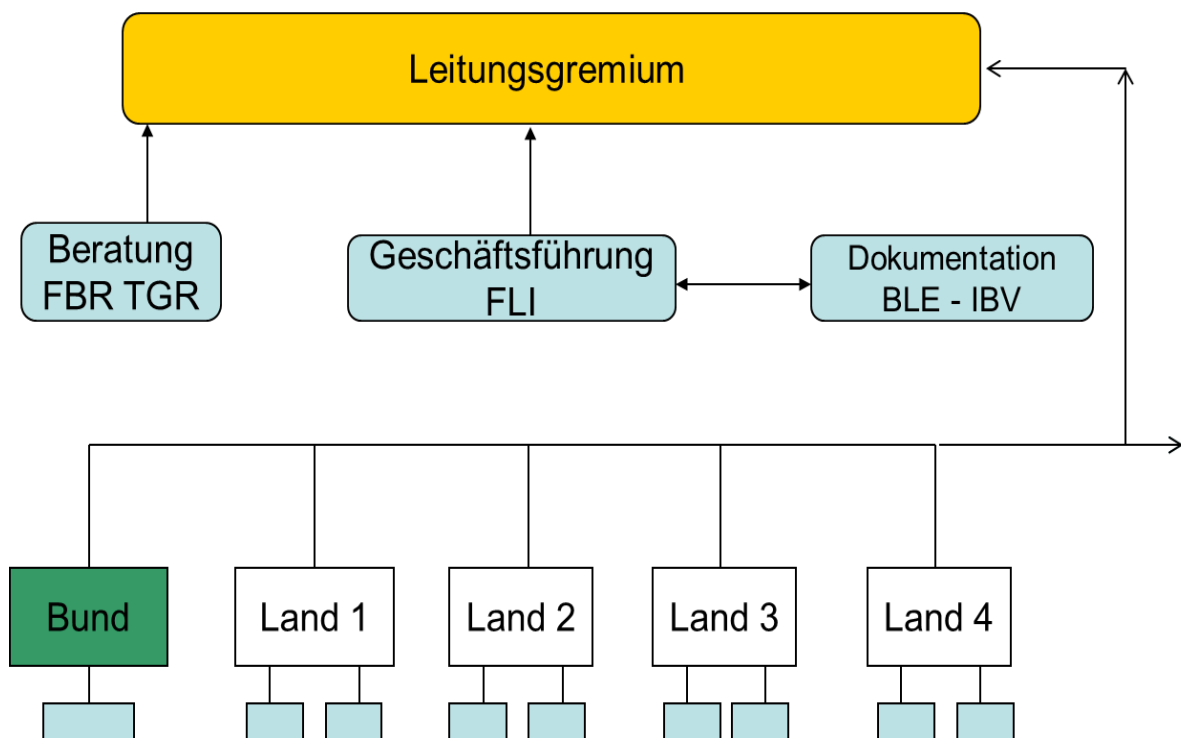 Leitungsgremium
Beratung
FBR TGR
Geschäftsführung
FLI
Dokumentation
BLE - IBV
Bund
Land 1
Land 2
Land 3
Land 4